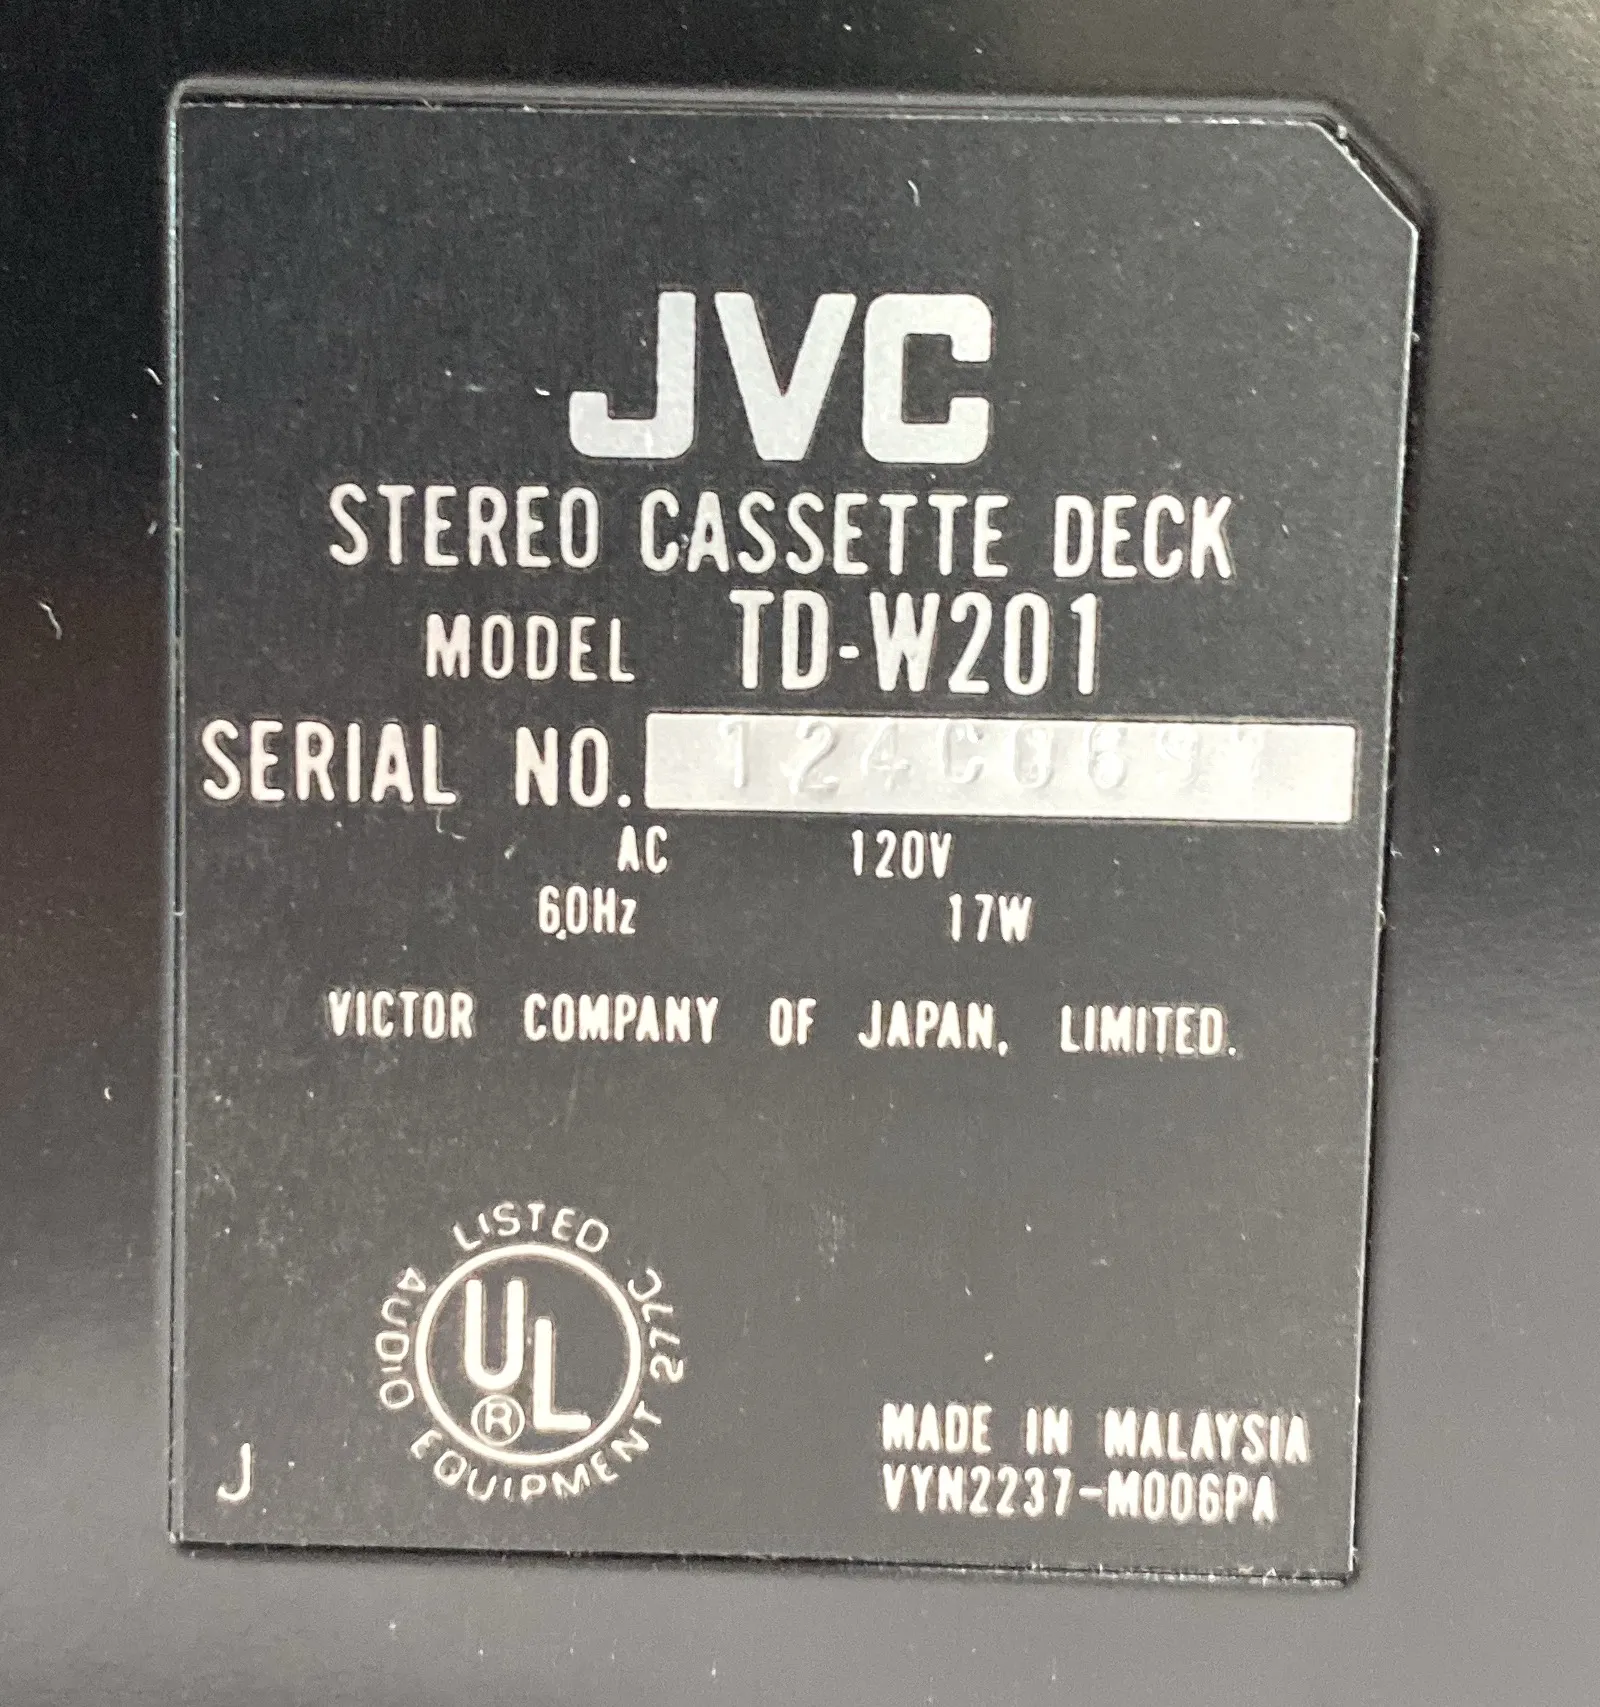 JVC
STEREO CASSETTE DECK
MODEL TD-W201
SERIAL NO.
AC 120V
60Hz 17W
VICTOR COMPANY OF JAPAN, LIMITED.
LISTED
UL
®
AUDIO EQUIPMENT 277C
J
MADE IN MALAYSIA
VYN2237-M006PA